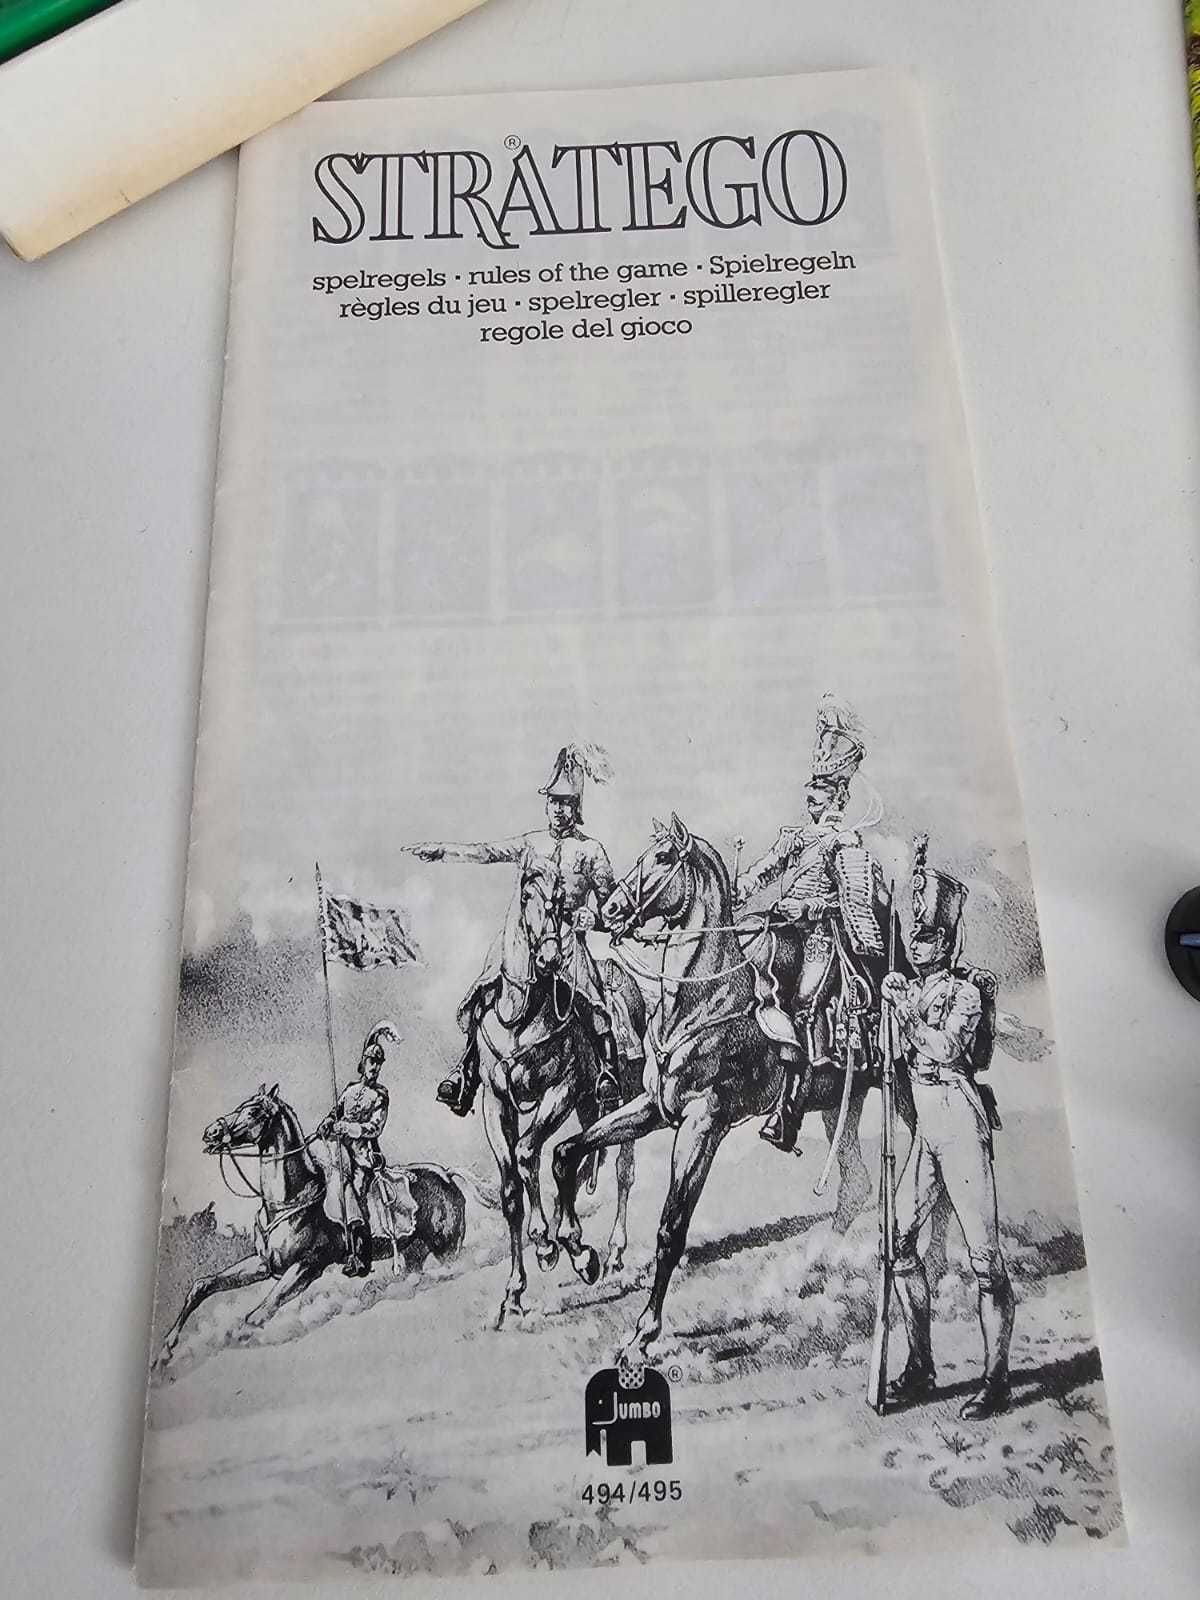 STRATEGO®
spelregels · rules of the game · Spielregeln
règles du jeu · spelregler · spilleregler
regole del gioco
JUMBO ®
494/495